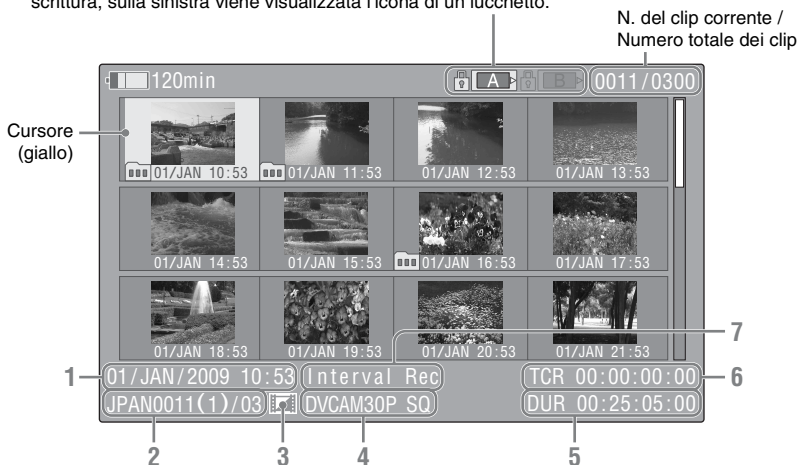 scrittura, sulla sinistra viene visualizzata l'icona di un lucchetto.
N. del clip corrente /
Numero totale dei clip
120min
A
B
0011/0300
Cursore
(giallo)
01/JAN 10:53
01/JAN 11:53
01/JAN 12:53
01/JAN 13:53
01/JAN 14:53
01/JAN 15:53
01/JAN 16:53
01/JAN 17:53
01/JAN 18:53
01/JAN 19:53
01/JAN 20:53
01/JAN 21:53
7
1
01/JAN/2009 10:53
Interval Rec
TCR 00:00:00:00
6
JPAN0011(1)/03
DVCAM30P SQ
DUR 00:25:05:00
2
3
4
5